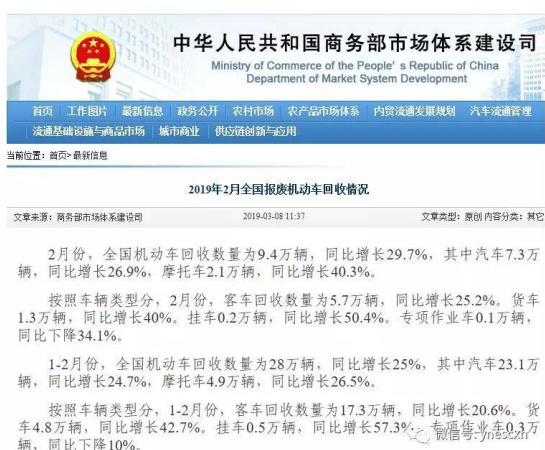 中华人民共和国商务部市场体系建设司
Ministry of Commerce of the People's Republic of China
Department of Market System Development
首页 工作图片 最新信息 政务公开 农村市场 农产品市场体系 内贸流通发展规划 汽车流通管理
流通基础设施与商品市场 城市商业 供应链创新与应用
当前位置：首页> 最新信息
2019年2月全国报废机动车回收情况
文章来源：商务部市场体系建设司 2019-03-08 11:37 文章类型：原创 内容分类：其它
2月份，全国机动车回收数量为9.4万辆，同比增长29.7%，其中汽车7.3万
辆，同比增长26.9%，摩托车2.1万辆，同比增长40.3%。
按照车辆类型分，2月份，客车回收数量为5.7万辆，同比增长25.2%。货车
1.3万辆，同比增长40%。挂车0.2万辆，同比增长50.4%。专项作业车0.1万辆，
同比下降34.1%。
1-2月份，全国机动车回收数量为28万辆，同比增长25%，其中汽车23.1万
辆，同比增长24.7%，摩托车4.9万辆，同比增长26.5%。
按照车辆类型分，1-2月份，客车回收数量为17.3万辆，同比增长20.6%。货
车4.8万辆，同比增长42.7%。挂车0.5万辆，同比增长57.3%。专项作业车0.3万
辆，同比下降10%。
微信号: ynescxh